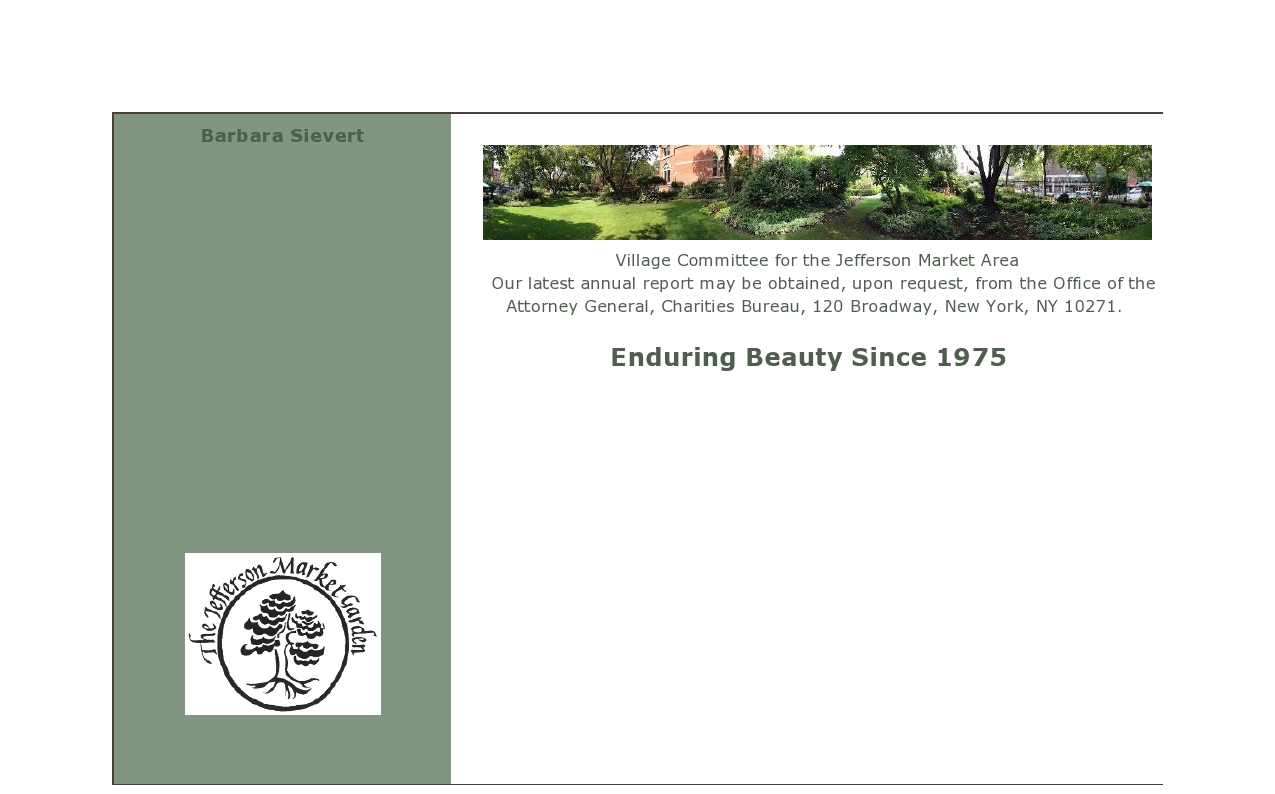 Barbara Sievert
Village Committee for the Jefferson Market Area
Our latest annual report may be obtained, upon request, from the Office of the
Attorney General, Charities Bureau, 120 Broadway, New York, NY 10271.
Enduring Beauty Since 1975
The Jefferson Market Garden